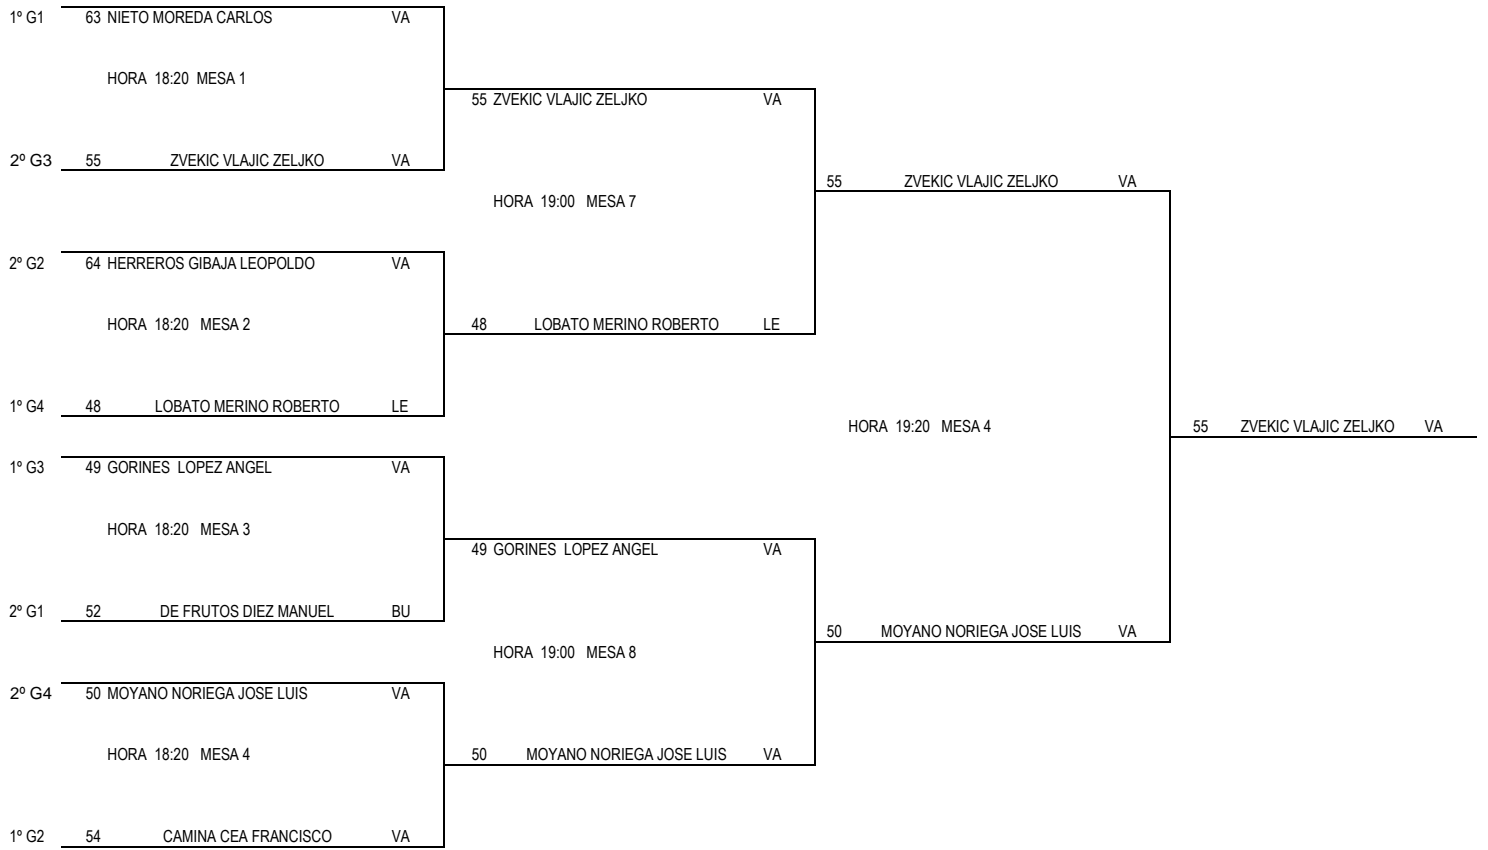 1º G1 63 NIETO MOREDA CARLOS VA
HORA 18:20 MESA 1
55 ZVEKIC VLAJIC ZELJKO VA
2º G3 55 ZVEKIC VLAJIC ZELJKO VA
55 ZVEKIC VLAJIC ZELJKO VA
HORA 19:00 MESA 7
2º G2 64 HERREROS GIBAJA LEOPOLDO VA
HORA 18:20 MESA 2 48 LOBATO MERINO ROBERTO LE
1º G4 48 LOBATO MERINO ROBERTO LE
HORA 19:20 MESA 4 55 ZVEKIC VLAJIC ZELJKO VA
1º G3 49 GORINES LOPEZ ANGEL VA
HORA 18:20 MESA 3
49 GORINES LOPEZ ANGEL VA
2º G1 52 DE FRUTOS DIEZ MANUEL BU
50 MOYANO NORIEGA JOSE LUIS VA
HORA 19:00 MESA 8
2º G4 50 MOYANO NORIEGA JOSE LUIS VA
HORA 18:20 MESA 4 50 MOYANO NORIEGA JOSE LUIS VA
1º G2 54 CAMINA CEA FRANCISCO VA